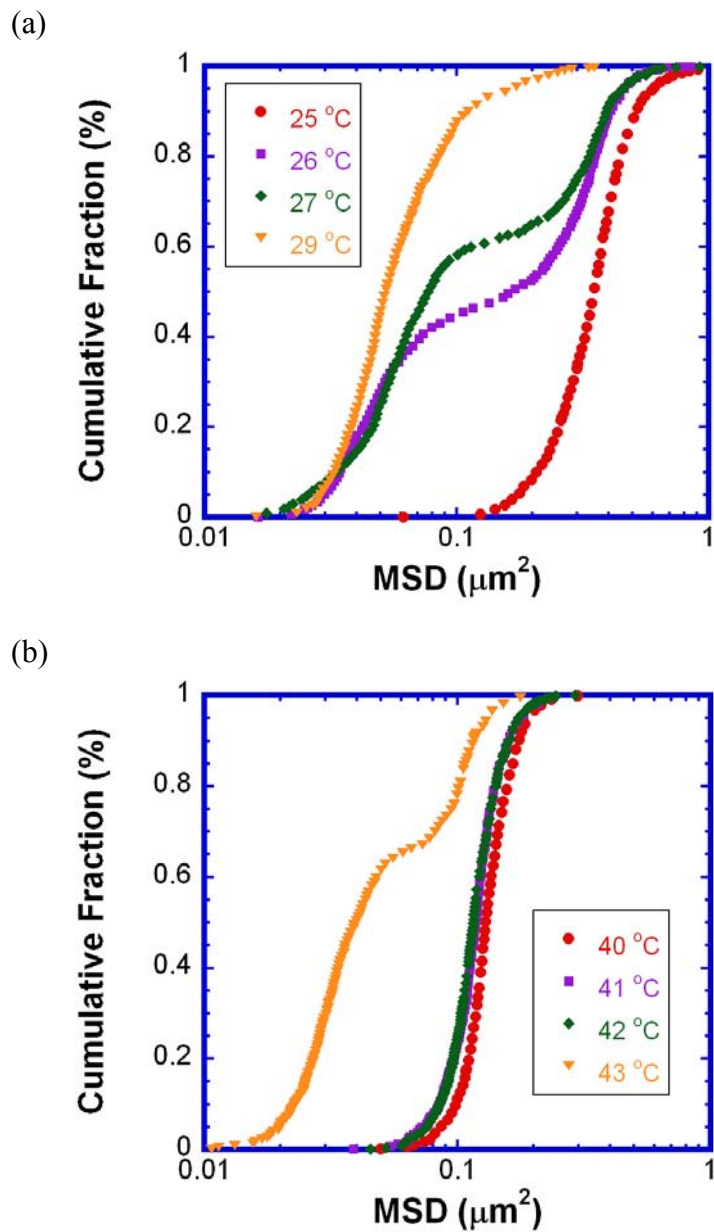 (a)
1
0.8
0.6
0.4
0.2
0
Cumulative Fraction (%)
25 °C
26 °C
27 °C
29 °C
0.01
0.1
1
MSD (μm²)
(b)
1
0.8
0.6
0.4
0.2
0
Cumulative Fraction (%)
40 °C
41 °C
42 °C
43 °C
0.01
0.1
1
MSD (μm²)